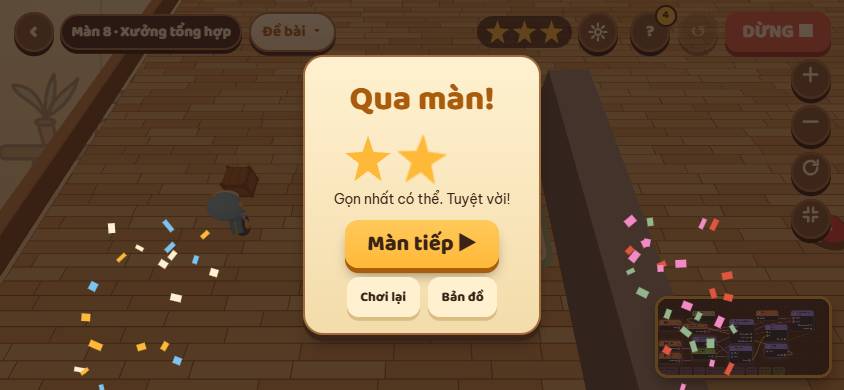 Màn 8 · Xưởng tổng hợp
Đề bài
?
4
DỪNG
Qua màn!
Gọn nhất có thể. Tuyệt vời!
Màn tiếp
Chơi lại
Bản đồ